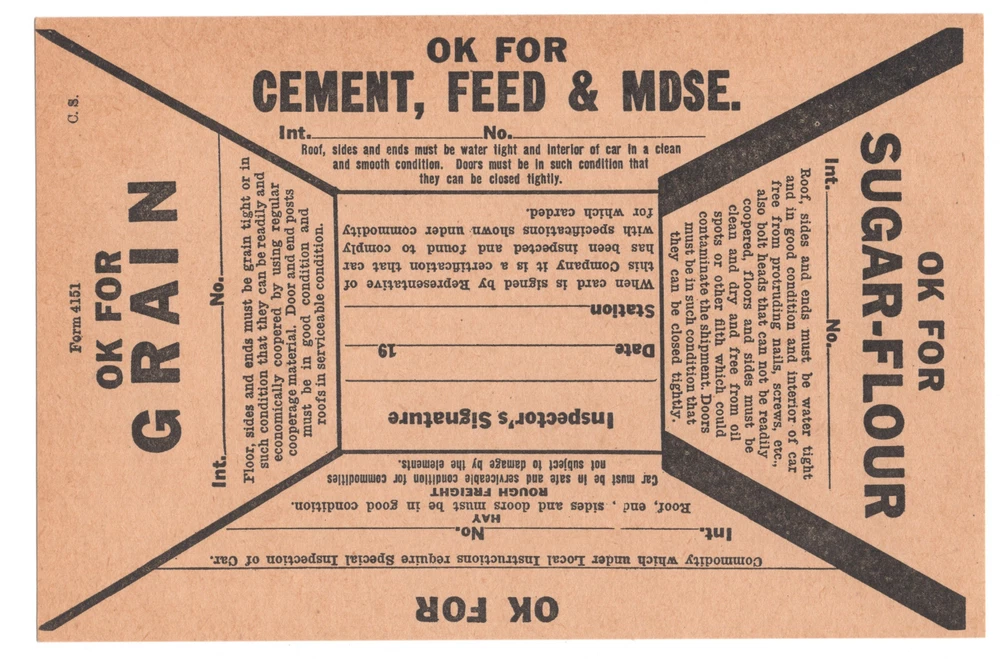 OK FOR
CEMENT, FEED & MDSE.
Int. No.
Roof, sides and ends must be water tight and interior of car in a clean
and smooth condition. Doors must be in such condition that
they can be closed tightly.
C. S.
Form 4151
OK FOR
GRAIN
Int. No.
Floor, sides and ends must be grain tight or in
such condition that they can be readily and
economically coopered by using regular
cooperage material. Door and end posts
must be in good condition and
roofs in serviceable condition.
OK FOR
SUGAR-FLOUR
Int. No.
Roof, sides and ends must be water tight
and in good condition and interior of car
free from protruding nails, screws, etc.,
also bolt heads that can not be readily
coopered, floors and sides must be
clean and dry and free from oil
spots or other filth which could
contaminate the shipment. Doors
must be in such condition that
they can be closed tightly.
OK FOR
Commodity which under Local Instructions require Special Inspection of Car.
Int. No.
HAY
Roof, end, sides and doors must be in good condition.
ROUGH FREIGHT
Car must be in safe and serviceable condition for commodities
not subject to damage by the elements.
Inspector's Signature
Date 19
Station
When card is signed by Representative of
this Company it is a certification that car
has been inspected and found to comply
with specifications shown under commodity
for which carded.